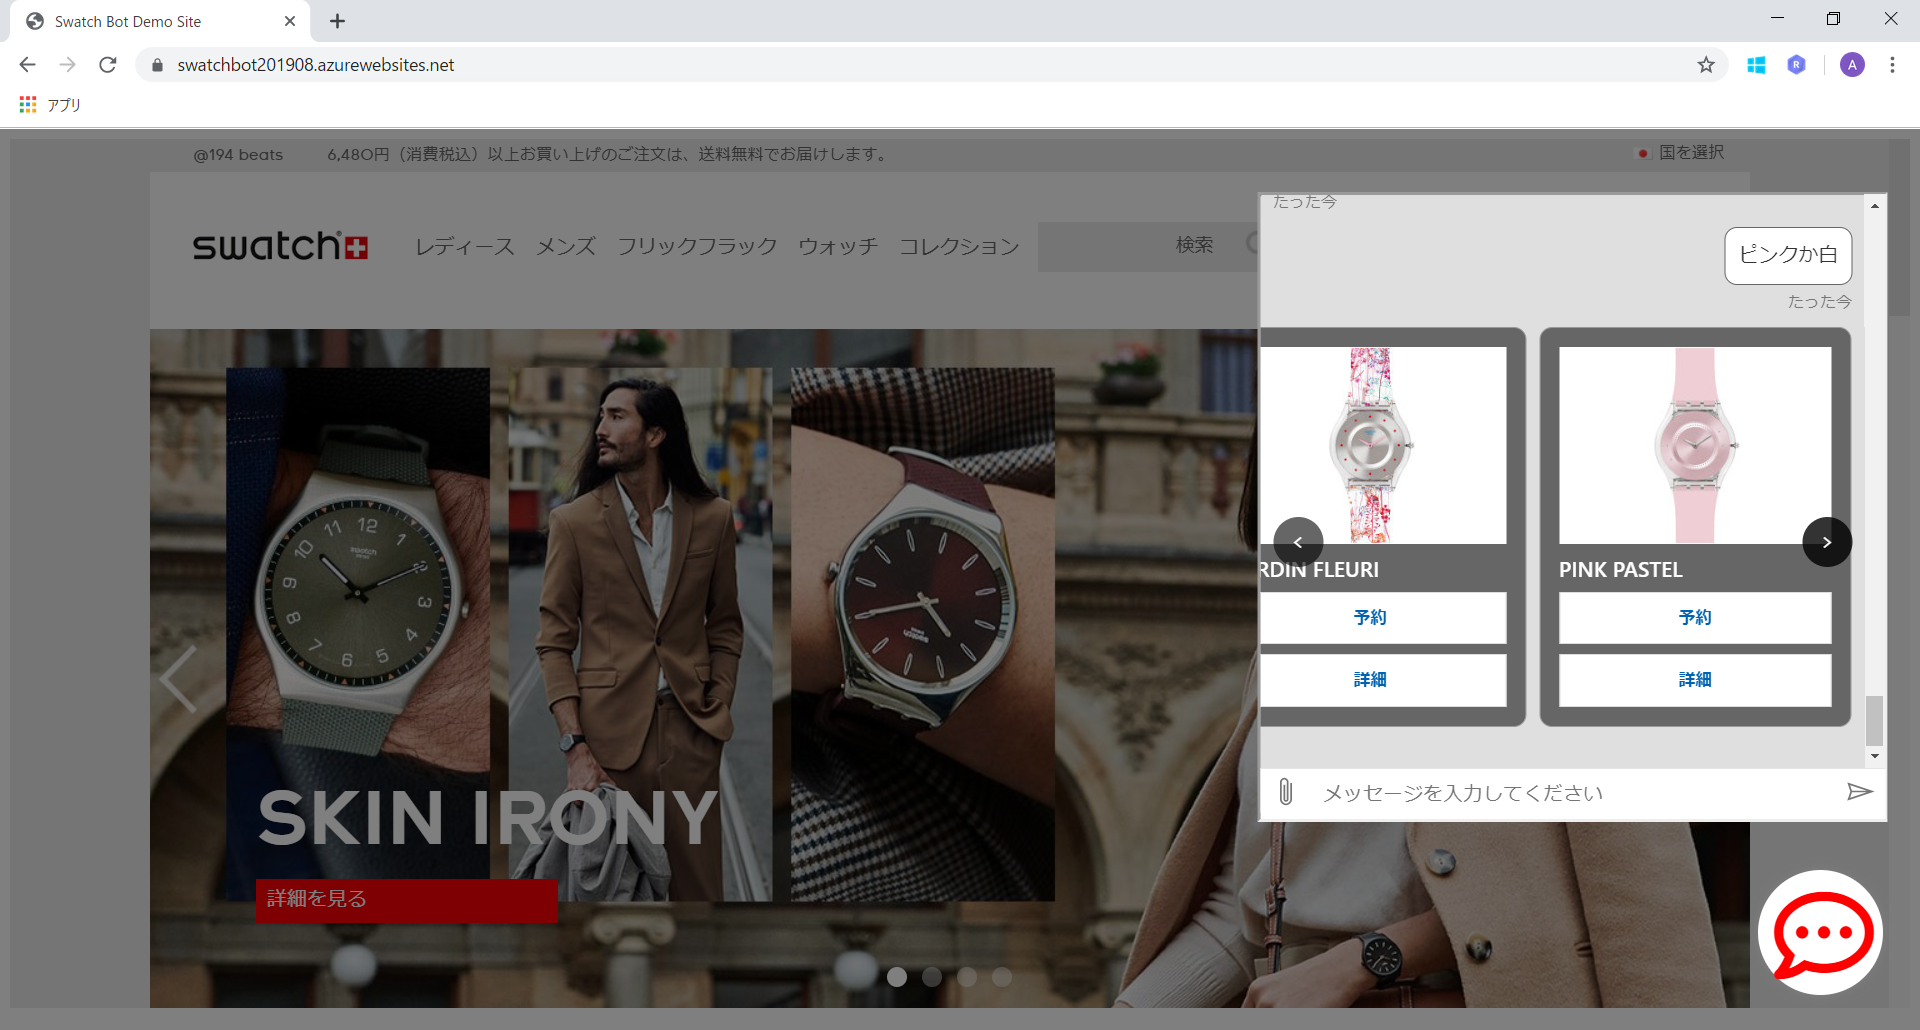 Swatch Bot Demo Site
swatchbot201908.azurewebsites.net
A
アプリ
@194 beats
6,480円（消費税込）以上お買い上げのご注文は、送料無料でお届けします。
国を選択
swatch
レディース
メンズ
フリックフラック
ウォッチ
コレクション
検索
SKIN IRONY
詳細を見る
たった今
ピンクか白
たった今
RDIN FLEURI
予約
詳細
PINK PASTEL
予約
詳細
メッセージを入力してください